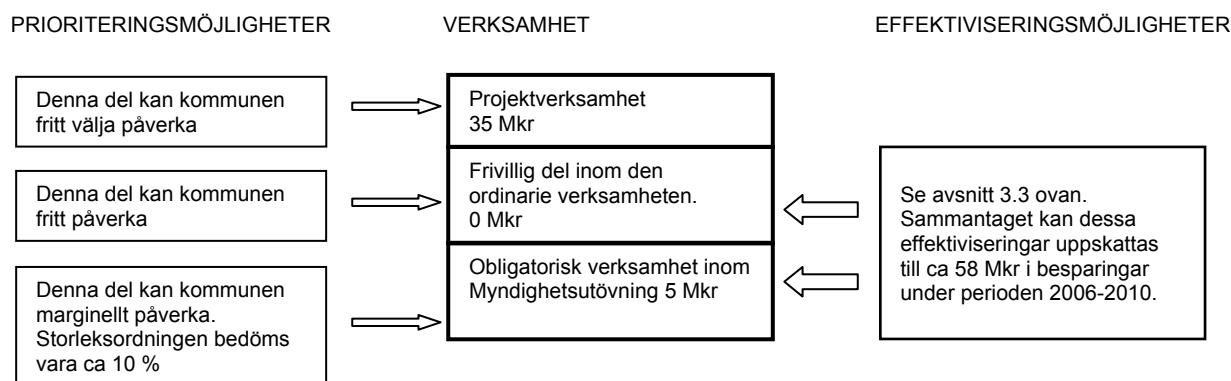 PRIORITERINGSMÖJLIGHETER
VERKSAMHET
EFFEKTIVISERINGSMÖJLIGHETER
Denna del kan kommunen
fritt välja påverka
Projektverksamhet
35 Mkr
Denna del kan kommunen
fritt påverka
Frivillig del inom den
ordinarie verksamheten.
0 Mkr
Denna del kan kommunen
marginellt påverka.
Storleksordningen bedöms
vara ca 10 %
Obligatorisk verksamhet inom
Myndighetsutövning 5 Mkr
Se avsnitt 3.3 ovan.
Sammantaget kan dessa
effektiviseringar uppskattas
till ca 58 Mkr i besparingar
under perioden 2006-2010.